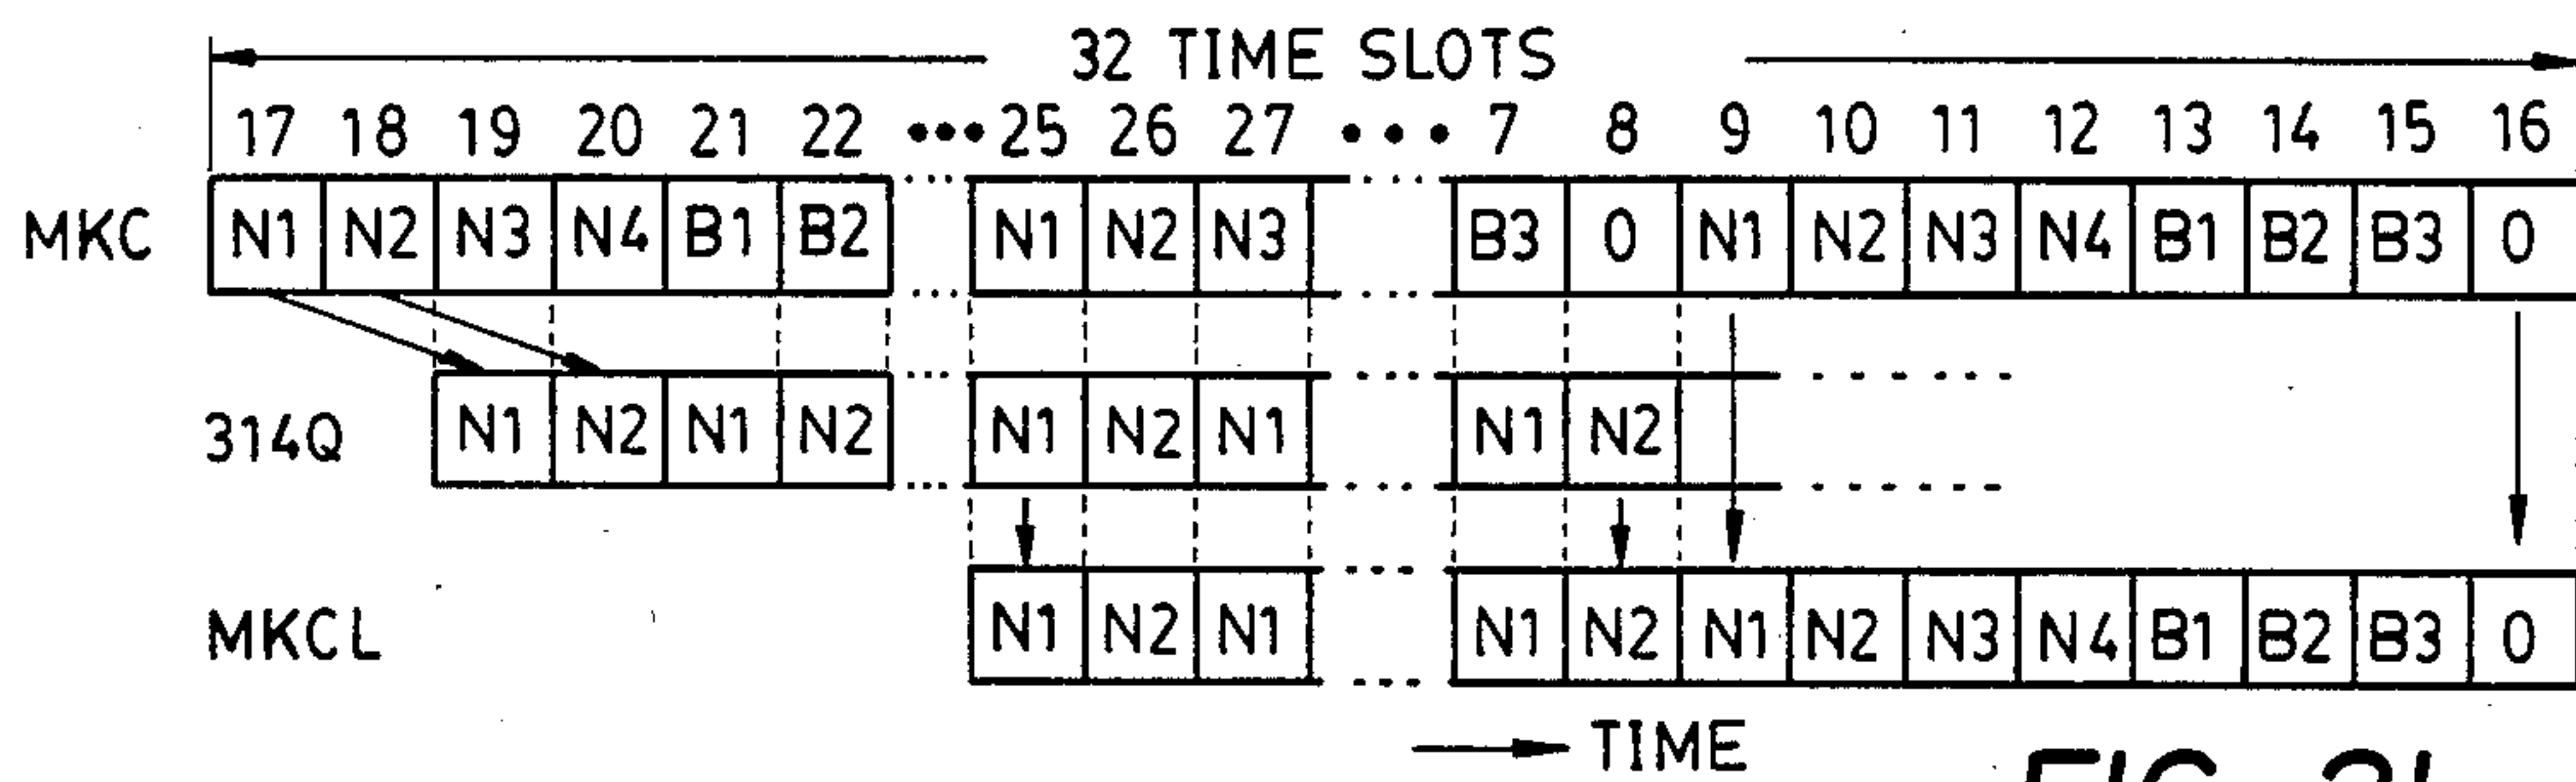 32 TIME SLOTS
17 18 19 20 21 22 ••• 25 26 27 • • • 7 8 9 10 11 12 13 14 15 16
MKC N1 N2 N3 N4 B1 B2 ... N1 N2 N3 ... B3 0 N1 N2 N3 N4 B1 B2 B3 0
314Q N1 N2 N1 N2 ... N1 N2 N1 ... N1 N2
MKCL N1 N2 N1 ... N1 N2 N1 N2 N3 N4 B1 B2 B3 0
TIME